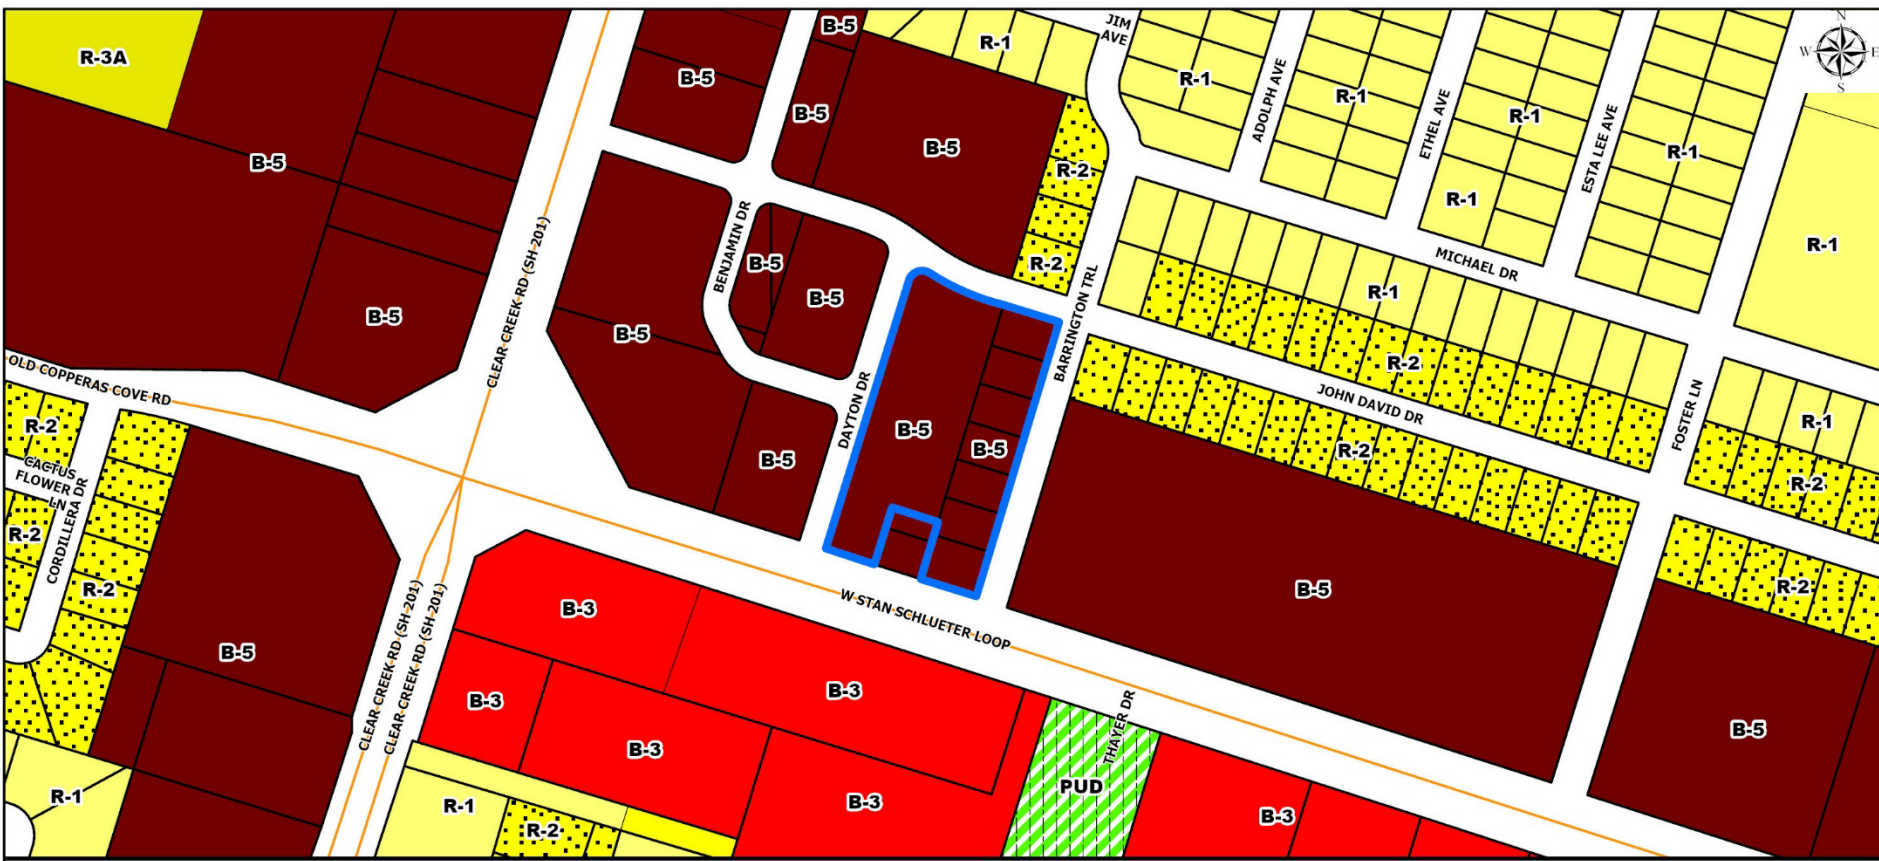 JIM
AVE
N
W
E
S
R-3A
B-5
B-5
B-5
B-5
B-5
B-5
R-1
R-1
R-1
R-1
R-1
R-1
R-1
ADOLPH AVE
ETHEL AVE
ESTA LEE AVE
R-2
R-2
MICHAEL DR
BENJAMIN DR
B-5
B-5
B-5
B-5
CLEAR CREEK RD (SH-201)
BARRINGTON TRL
R-1
R-2
JOHN DAVID DR
R-2
FOSTER LN
R-1
R-2
R-2
OLD COPPERAS COVE RD
R-2
CACTUS
FLOWER
LN
CORDILLERA DR
R-2
R-2
DAYTON DR
B-5
B-5
B-5
B-5
B-5
B-5
W STAN SCHLUETER LOOP
CLEAR CREEK RD (SH-201)
CLEAR CREEK RD (SH-201)
B-3
B-3
B-3
B-3
B-3
B-3
THAYER DR
PUD
R-1
R-1
R-2